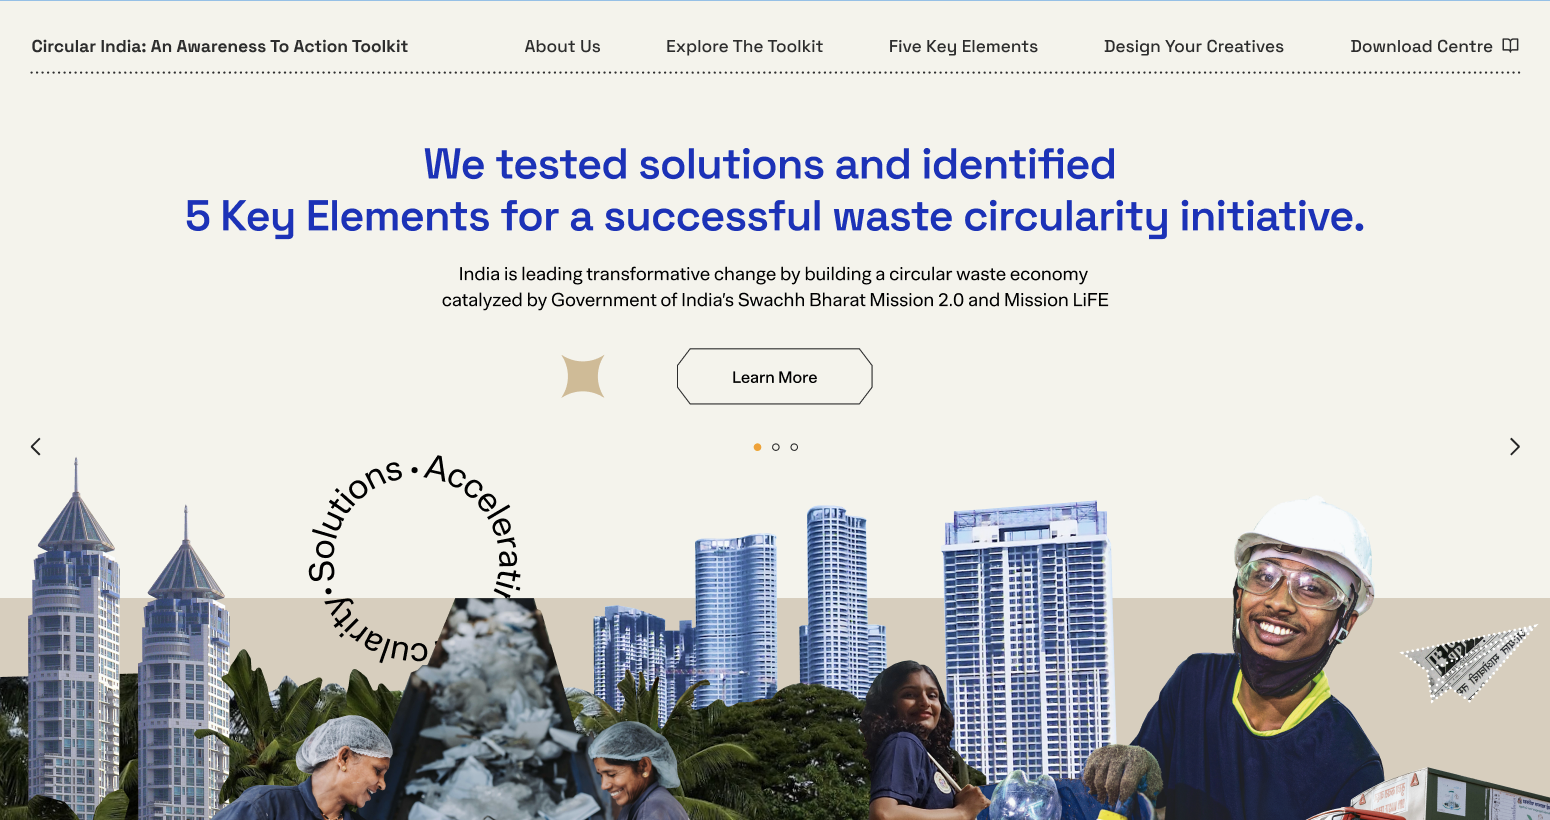 Circular India: An Awareness To Action Toolkit
About Us
Explore The Toolkit
Five Key Elements
Design Your Creatives
Download Centre
We tested solutions and identified
5 Key Elements for a successful waste circularity initiative.
India is leading transformative change by building a circular waste economy
catalyzed by Government of India's Swachh Bharat Mission 2.0 and Mission LiFE
Learn More
Solutions • Acceleratin
cularity •